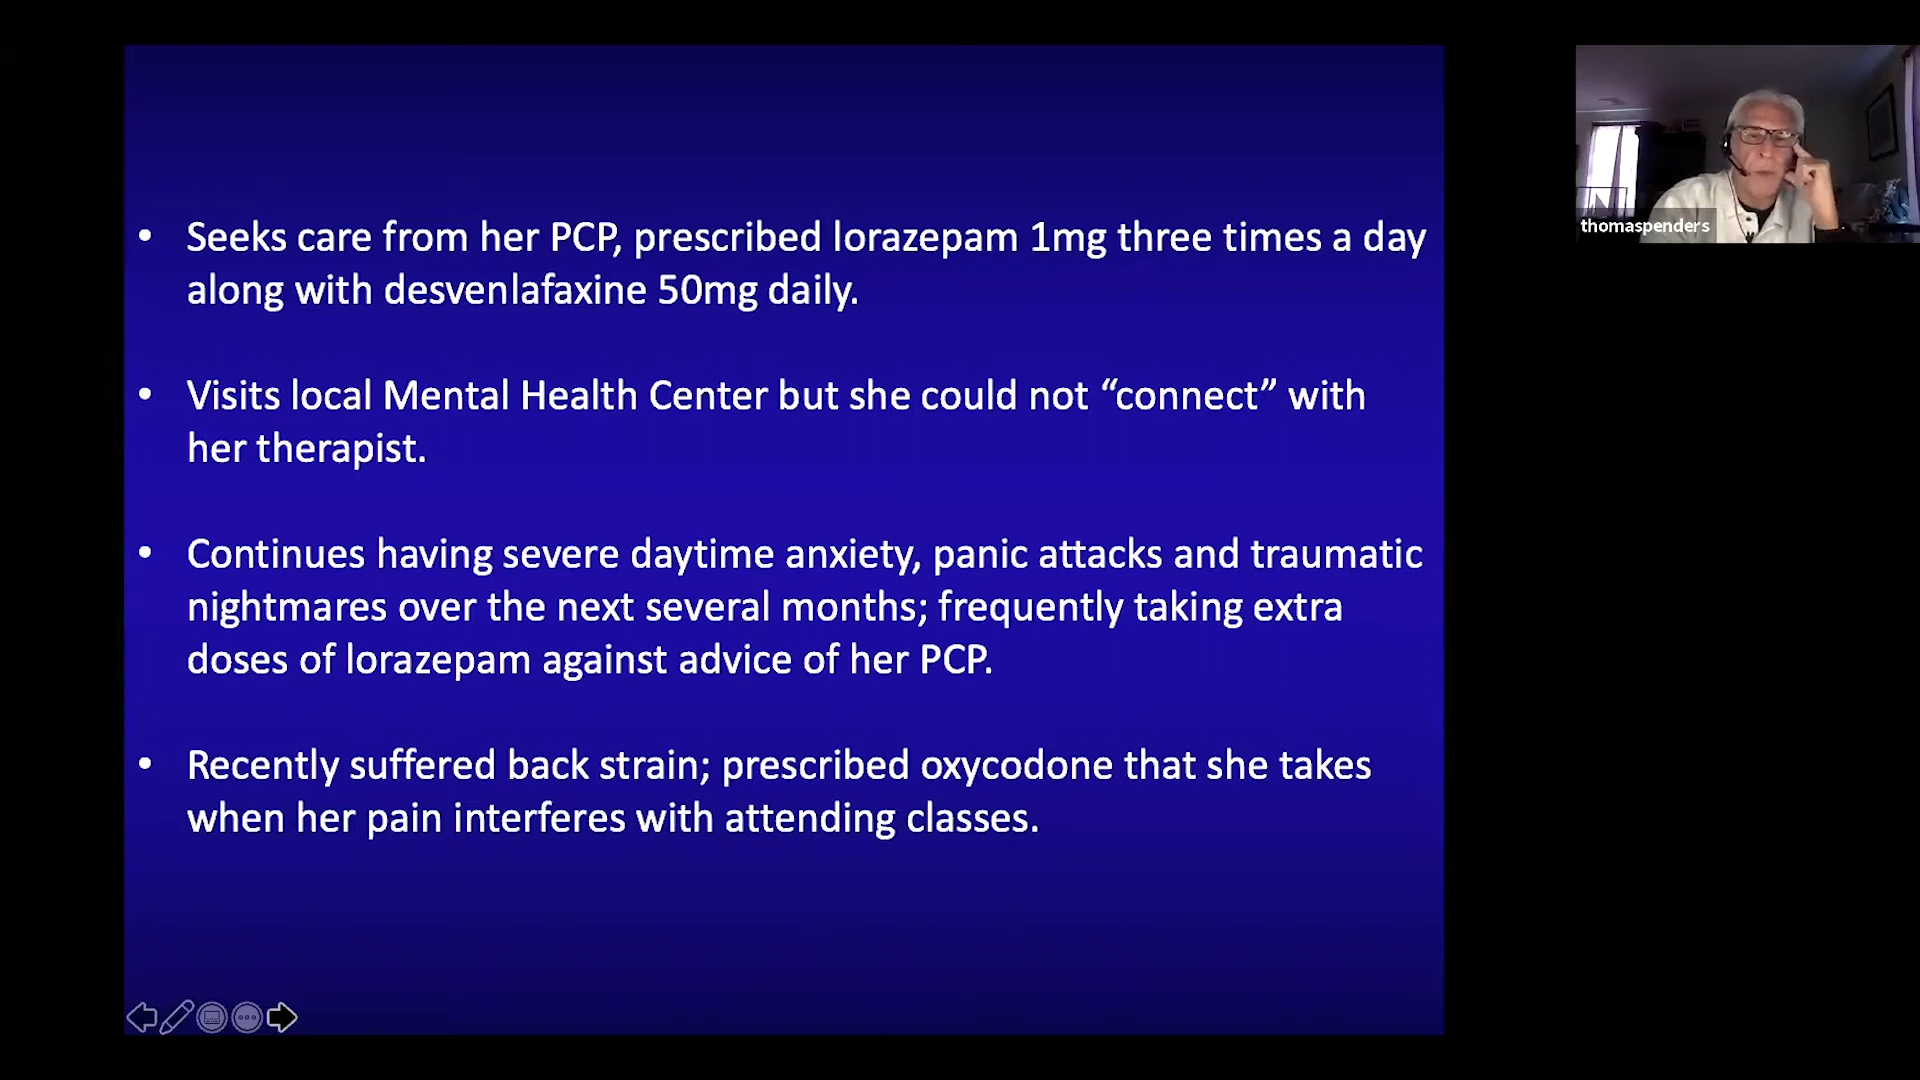 • Seeks care from her PCP, prescribed lorazepam 1mg three times a day
along with desvenlafaxine 50mg daily.
• Visits local Mental Health Center but she could not “connect” with
her therapist.
• Continues having severe daytime anxiety, panic attacks and traumatic
nightmares over the next several months; frequently taking extra
doses of lorazepam against advice of her PCP.
• Recently suffered back strain; prescribed oxycodone that she takes
when her pain interferes with attending classes.
thomaspenders